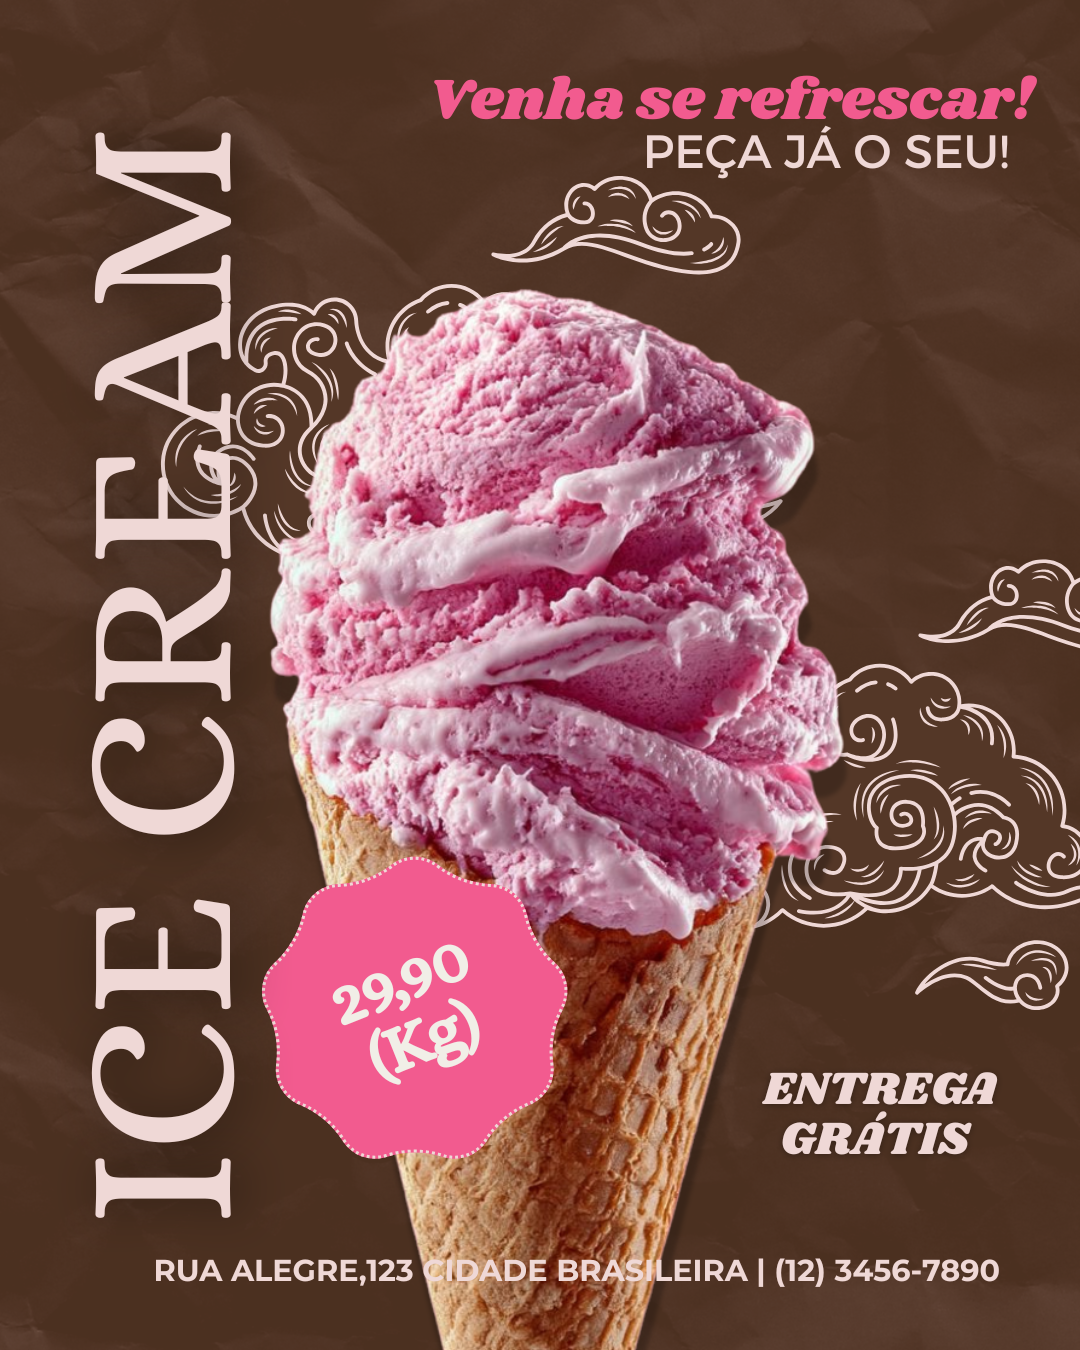 Venha se refrescar!
PEÇA JÁ O SEU!
ICE CREAM
29,90
(Kg)
ENTREGA
GRÁTIS
RUA ALEGRE,123 CIDADE BRASILEIRA | (12) 3456-7890